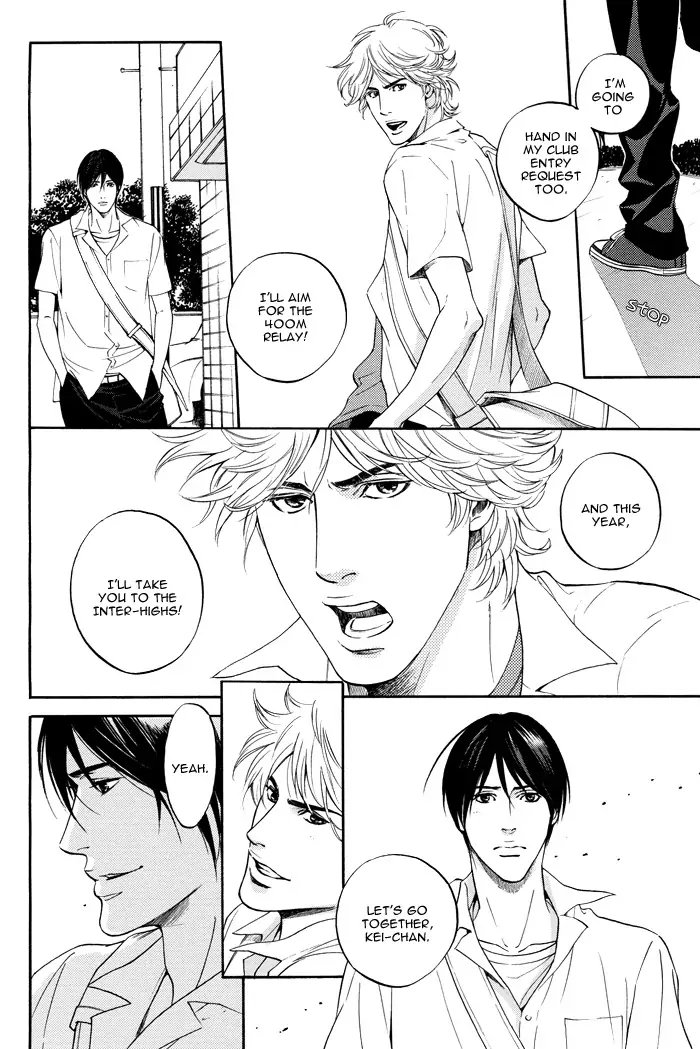 I'M
GOING
TO
stop
HAND IN
MY CLUB
ENTRY
REQUEST
TOO.
I'LL AIM
FOR THE
400M
RELAY!
AND THIS
YEAR,
I'LL TAKE
YOU TO THE
INTER-HIGHS!
LET'S GO
TOGETHER,
KEI-CHAN.
YEAH.